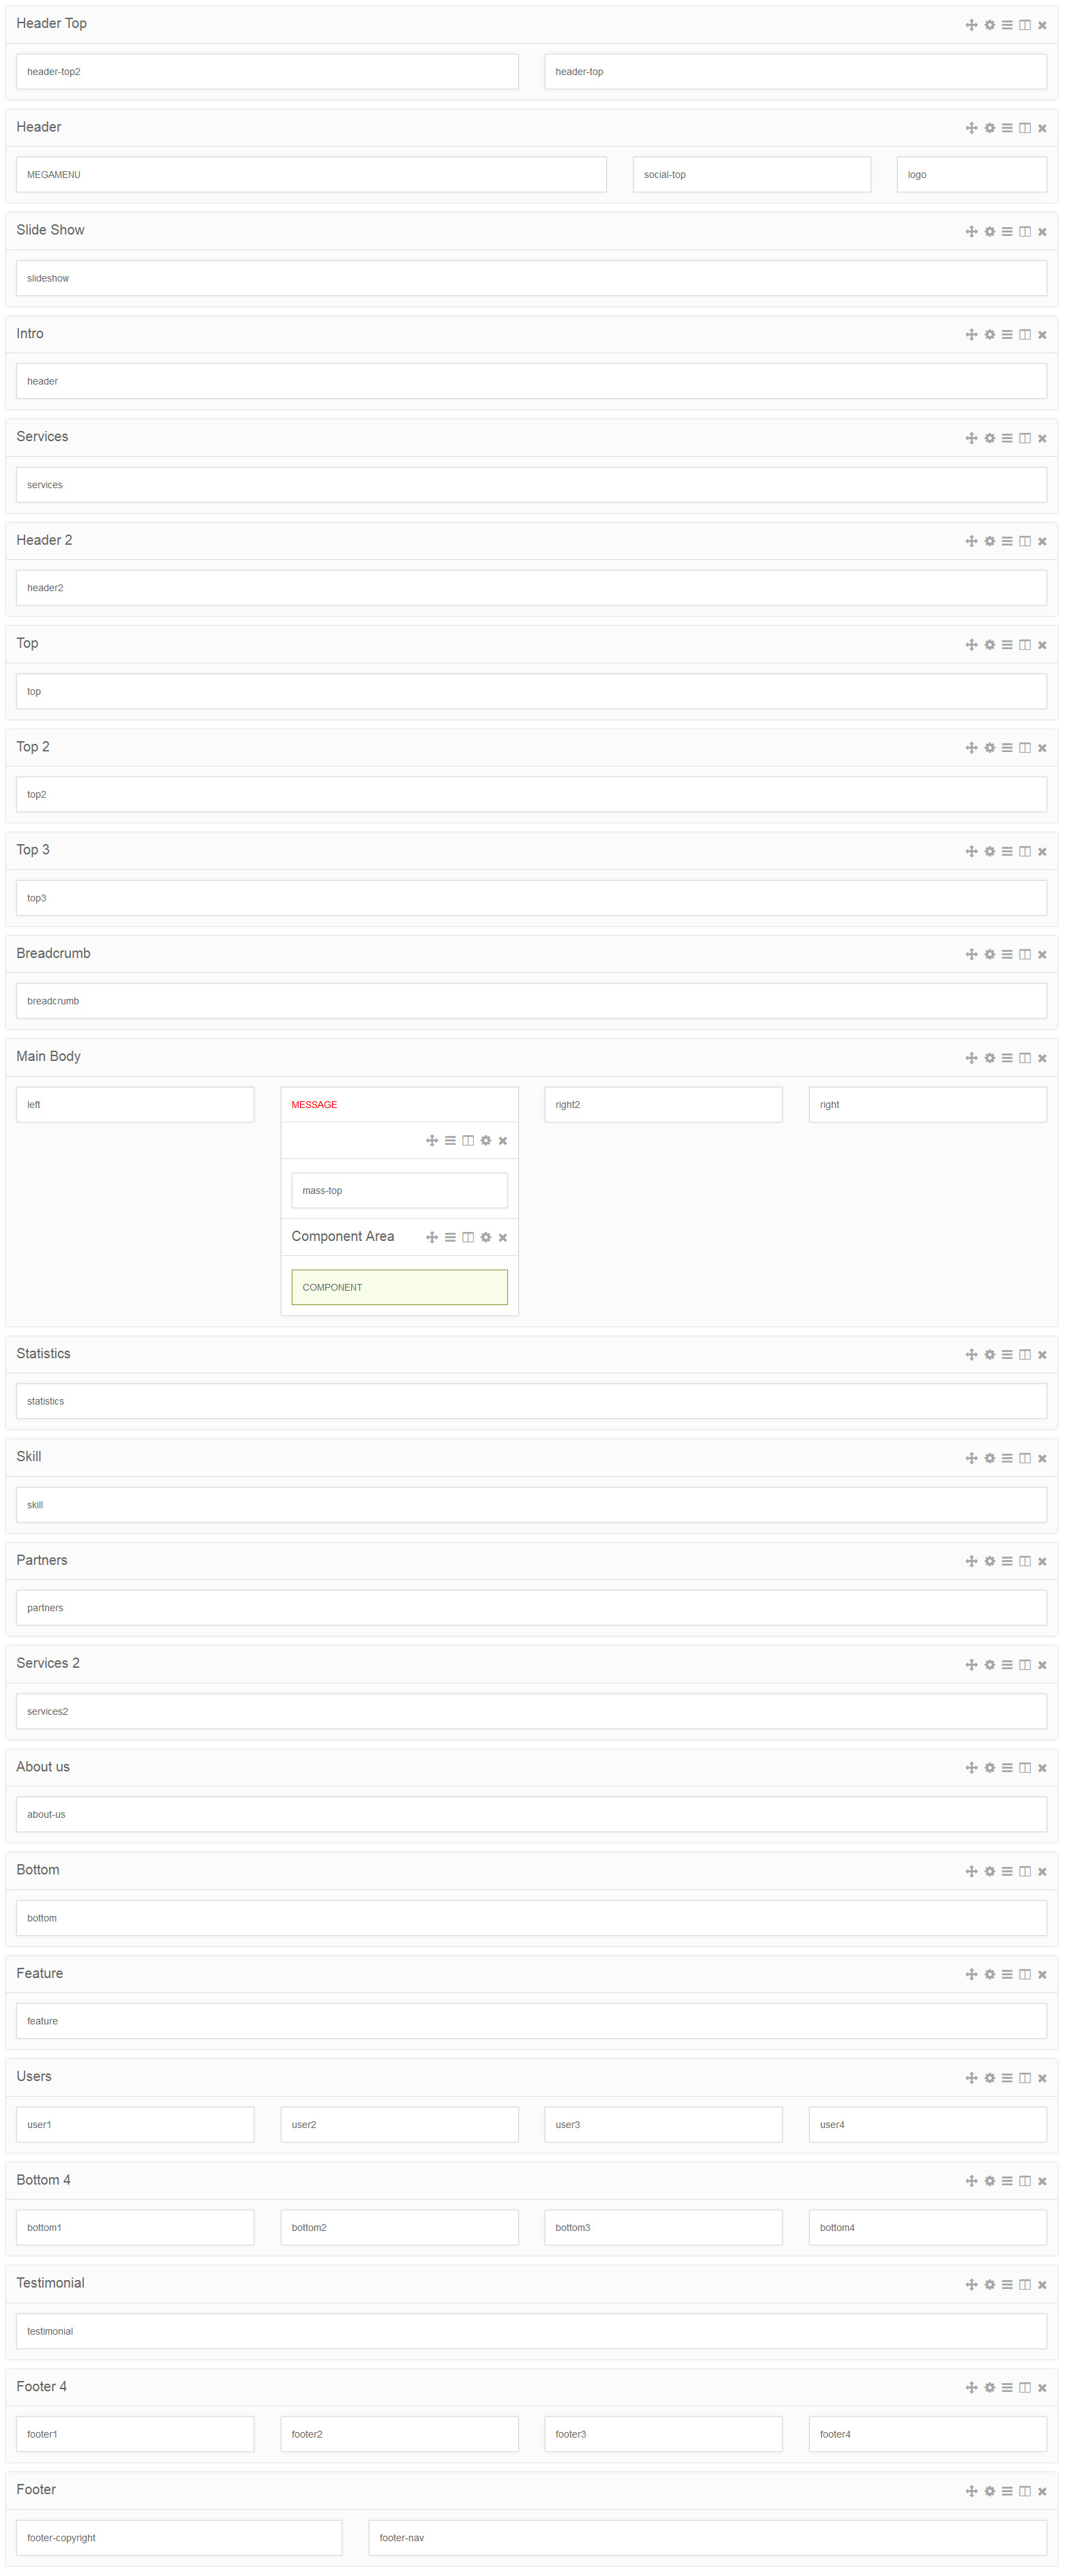 Header Top
header-top2 header-top
Header
MEGAMENU social-top logo
Slide Show
slideshow
Intro
header
Services
services
Header 2
header2
Top
top
Top 2
top2
Top 3
top3
Breadcrumb
breadcrumb
Main Body
left MESSAGE right2 right
mass-top
Component Area
COMPONENT
Statistics
statistics
Skill
skill
Partners
partners
Services 2
services2
About us
about-us
Bottom
bottom
Feature
feature
Users
user1 user2 user3 user4
Bottom 4
bottom1 bottom2 bottom3 bottom4
Testimonial
testimonial
Footer 4
footer1 footer2 footer3 footer4
Footer
footer-copyright footer-nav